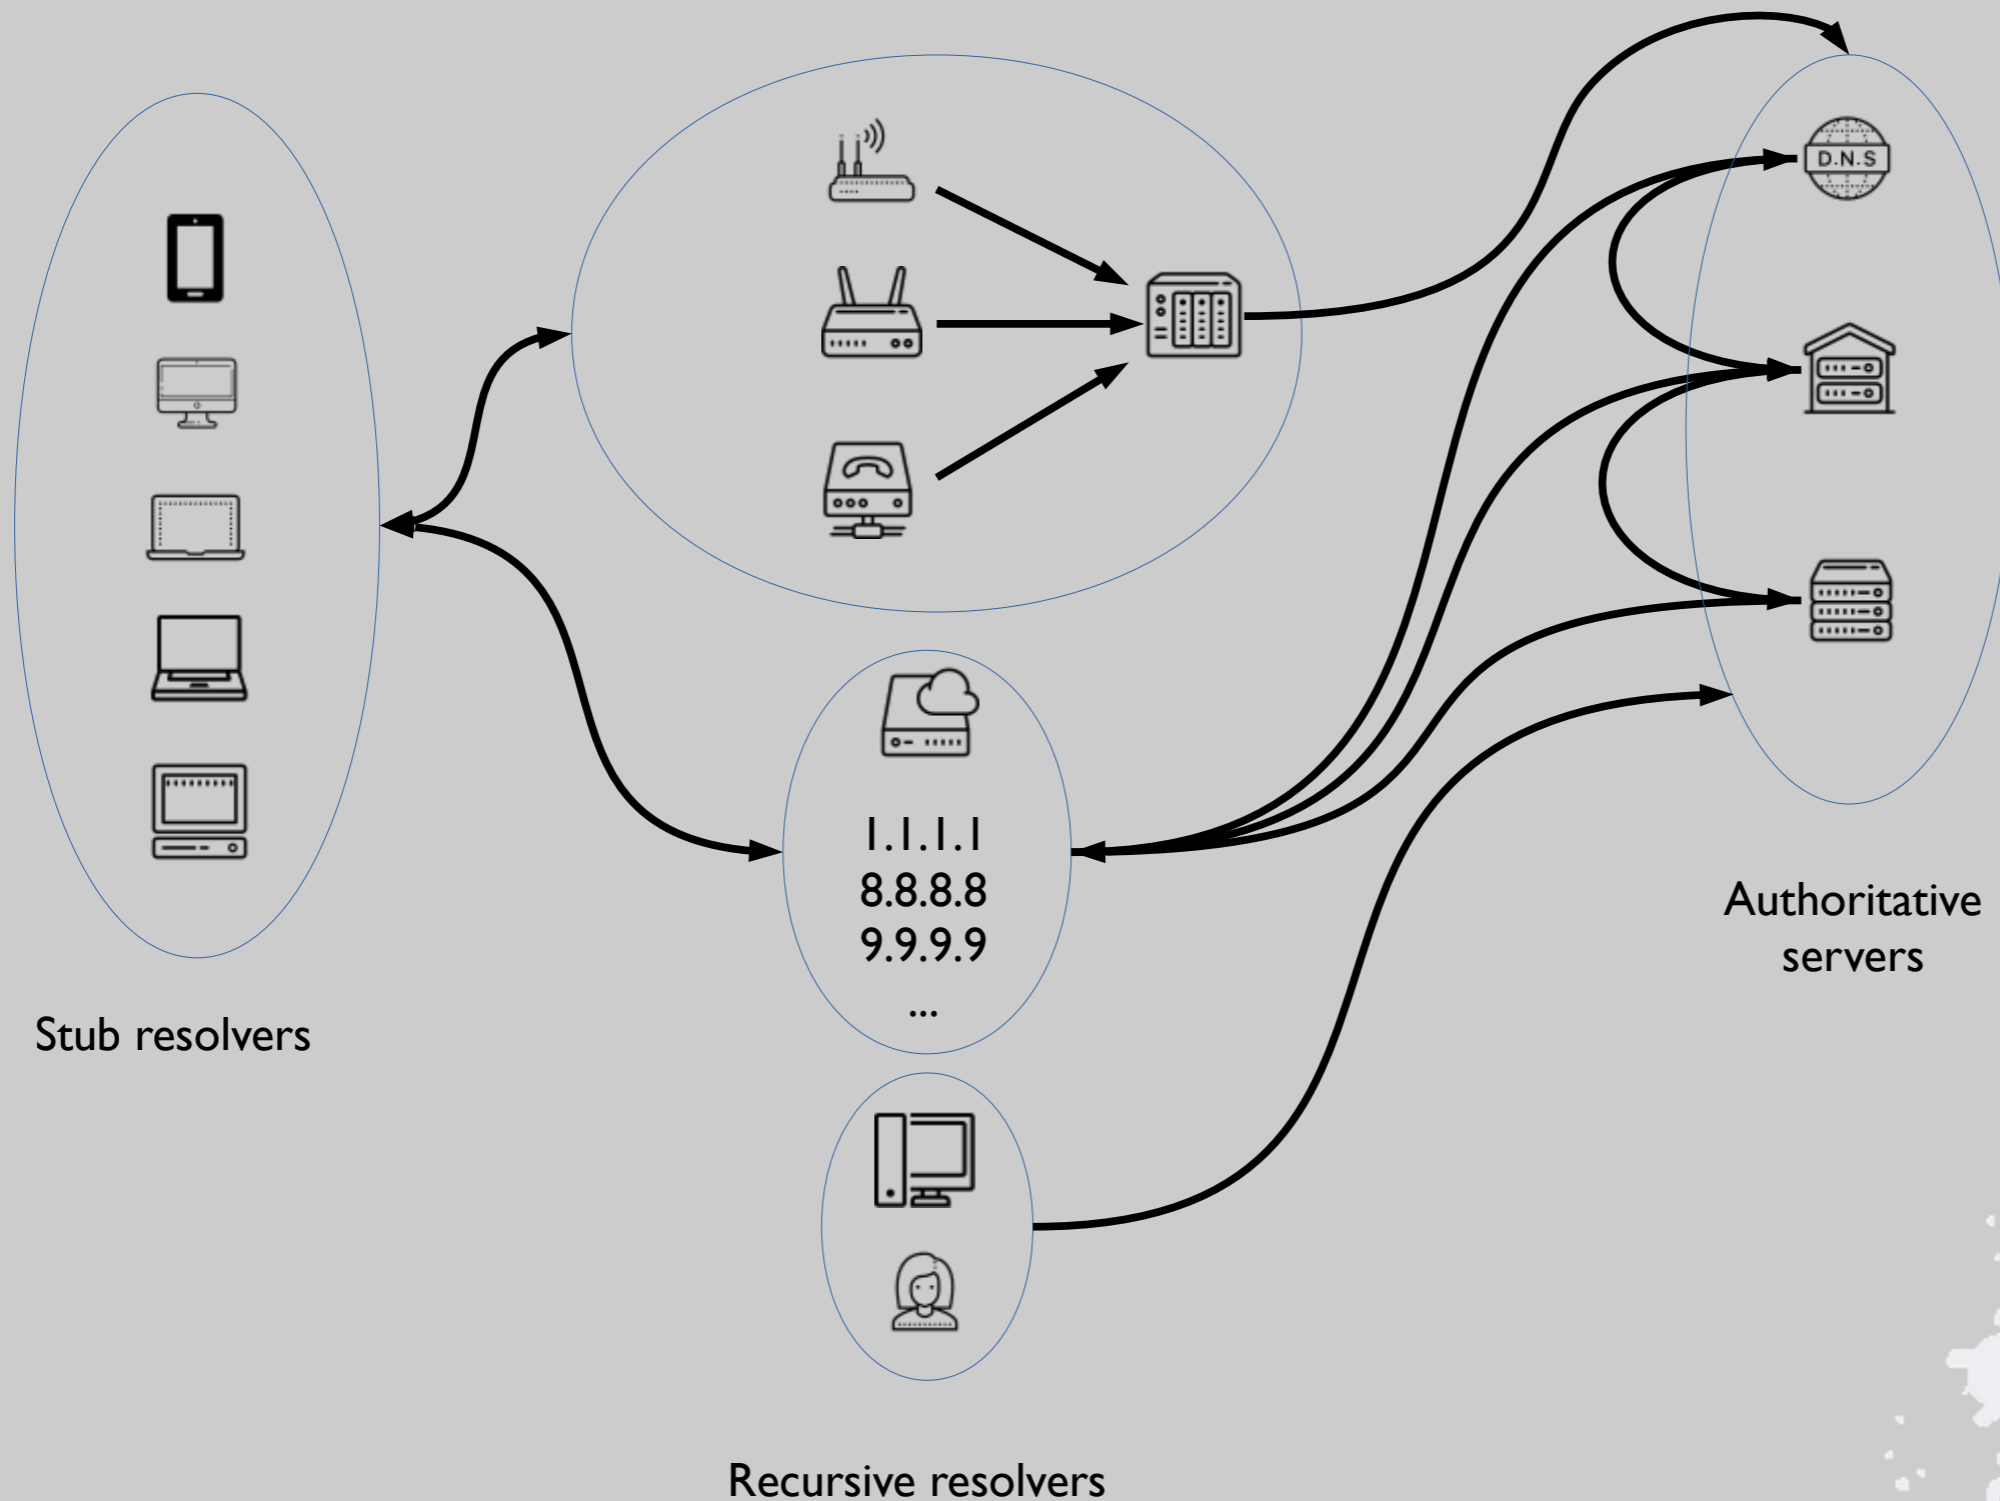 D.N.S
1.1.1.1
8.8.8.8
9.9.9.9
...
Authoritative
servers
Stub resolvers
Recursive resolvers